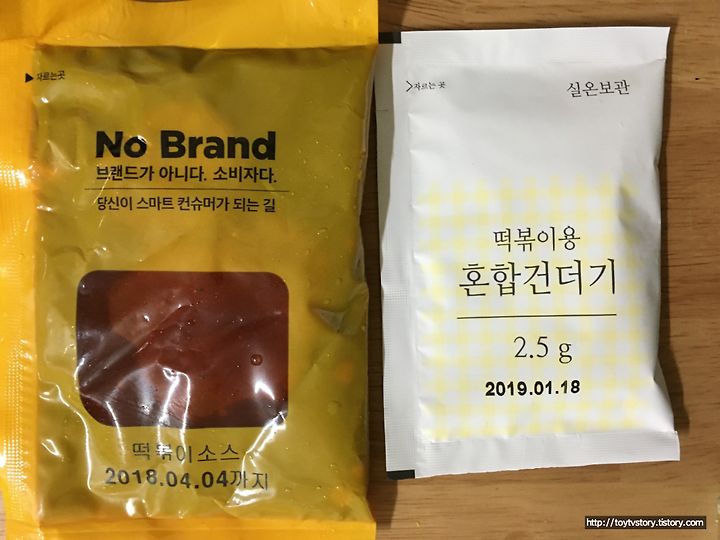 ▶자르는곳
No Brand
브랜드가 아니다. 소비자다.
당신이 스마트 컨슈머가 되는 길
떡볶이소스
2018.04.04까지
>자르는 곳
실온보관
떡볶이용
혼합건더기
2.5 g
2019.01.18
http://toytvstory.tistory.com